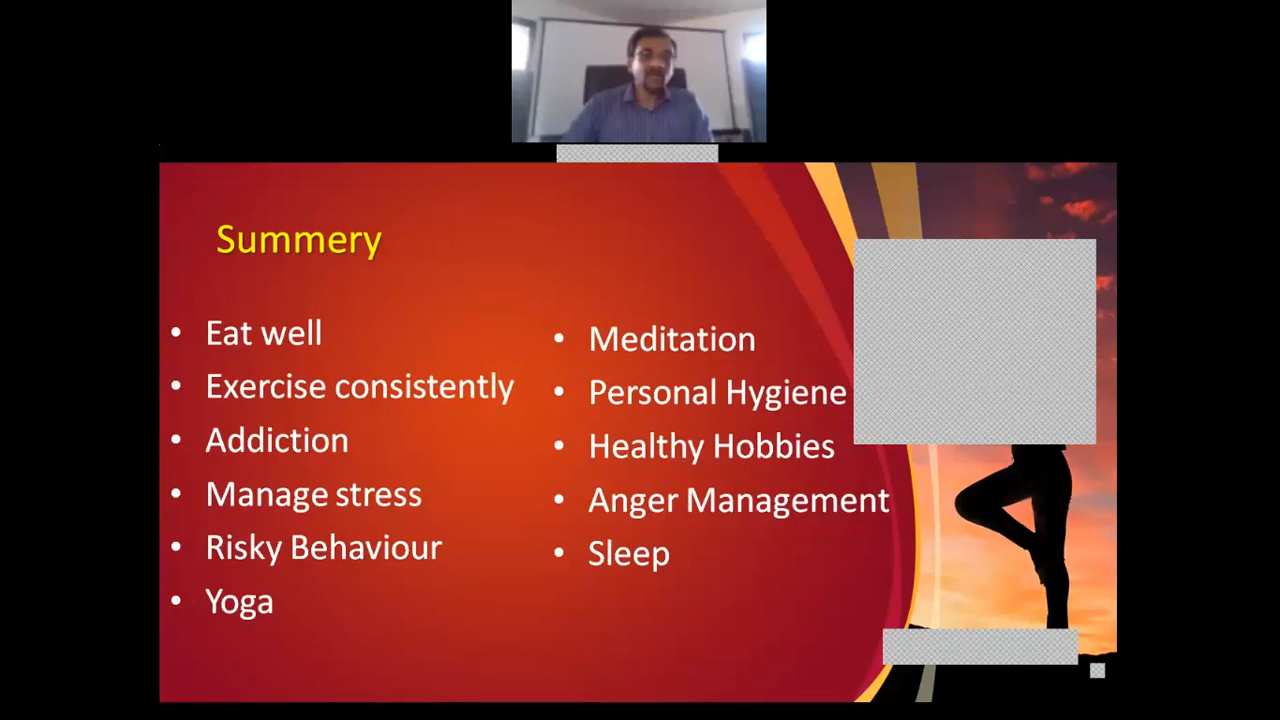 Summery
• Eat well
• Exercise consistently
• Addiction
• Manage stress
• Risky Behaviour
• Yoga
• Meditation
• Personal Hygiene
• Healthy Hobbies
• Anger Management
• Sleep